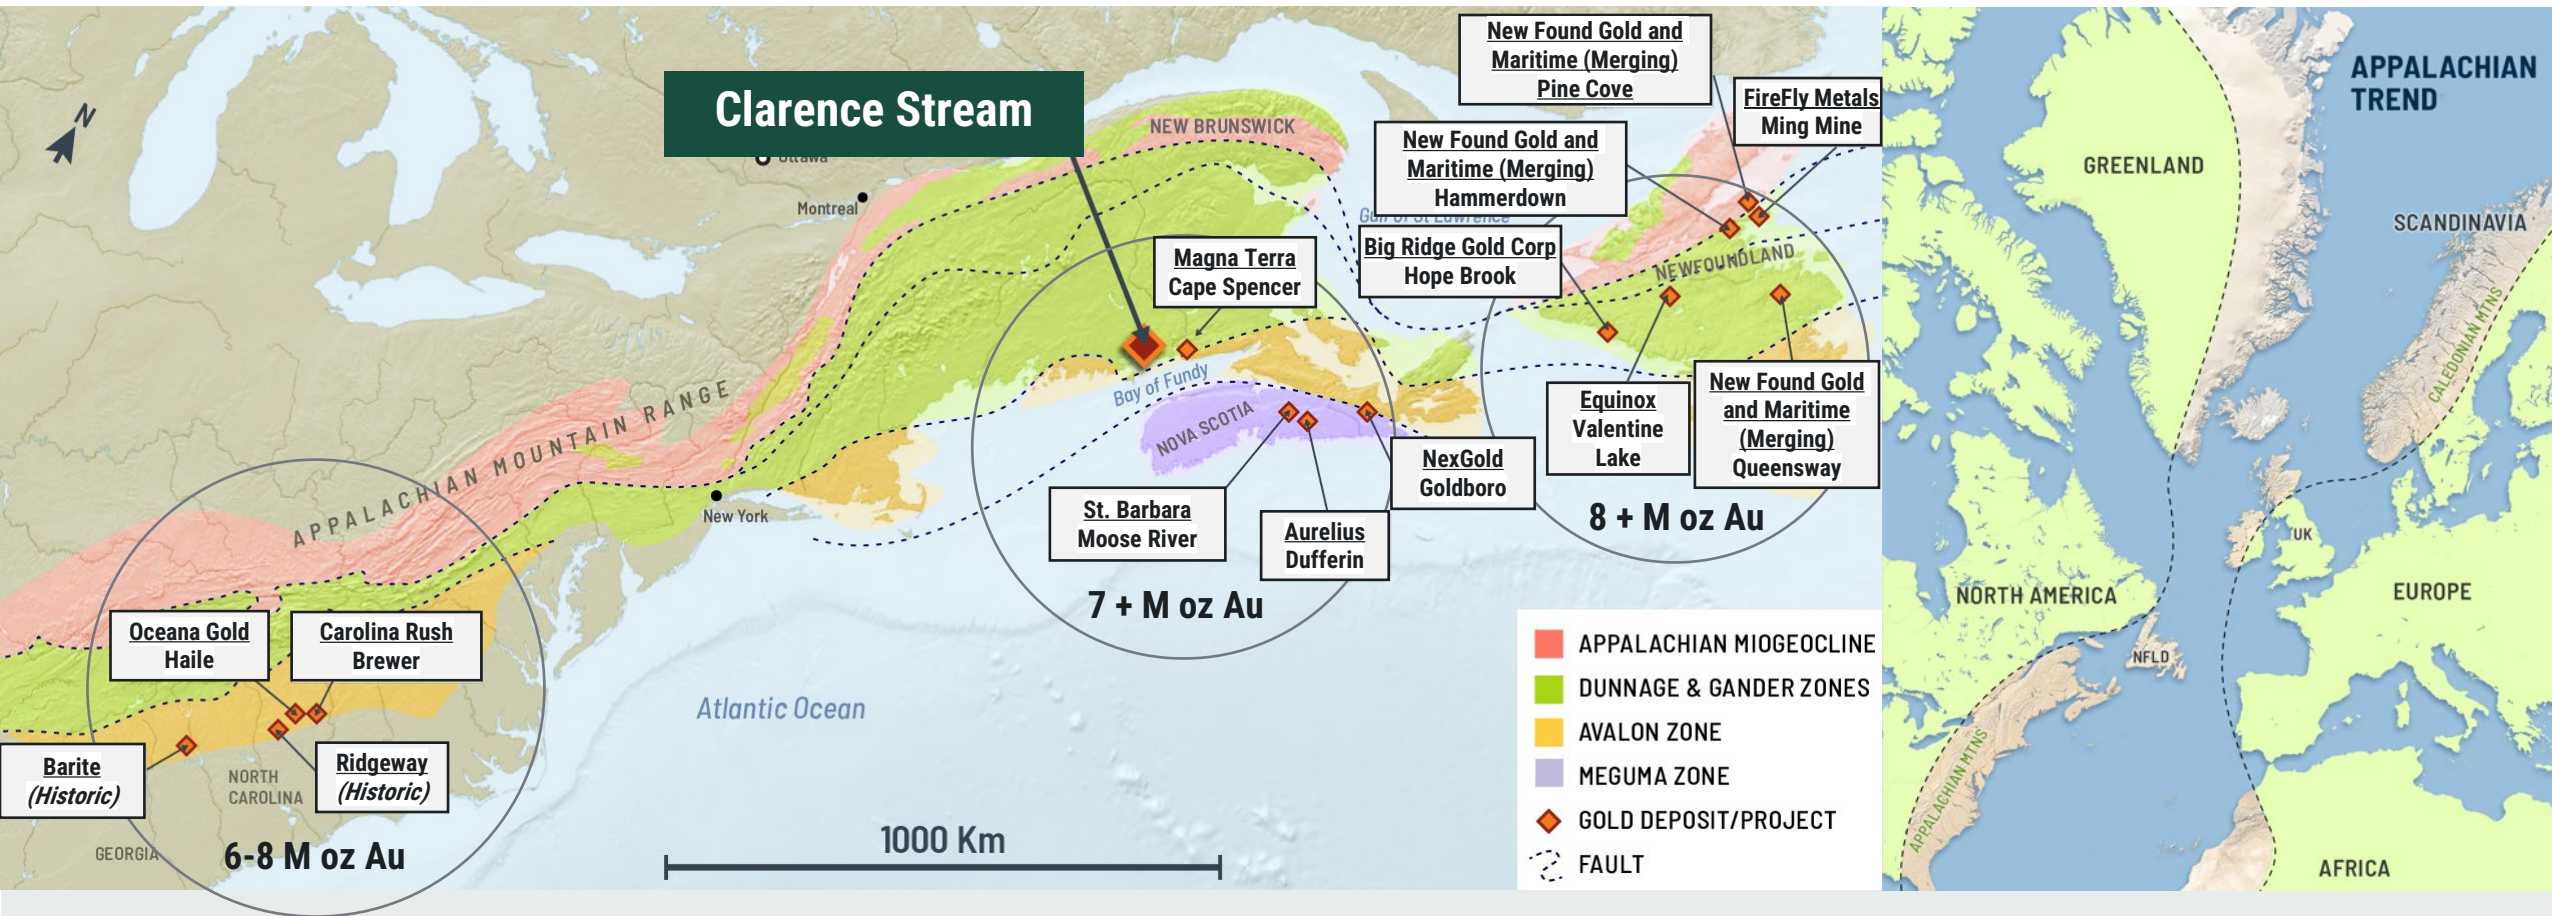 N
Clarence Stream
Ottawa
Montreal
New York
APPALACHIAN MOUNTAIN RANGE
NEW BRUNSWICK
Gulf of St Lawrence
NEWFOUNDLAND
Bay of Fundy
NOVA SCOTIA
Atlantic Ocean
NORTH
CAROLINA
GEORGIA
New Found Gold and
Maritime (Merging)
Pine Cove
FireFly Metals
Ming Mine
New Found Gold and
Maritime (Merging)
Hammerdown
Big Ridge Gold Corp
Hope Brook
Magna Terra
Cape Spencer
Equinox
Valentine
Lake
New Found Gold
and Maritime
(Merging)
Queensway
8 + M oz Au
NexGold
Goldboro
St. Barbara
Moose River
Aurelius
Dufferin
7 + M oz Au
Oceana Gold
Haile
Carolina Rush
Brewer
Barite
(Historic)
Ridgeway
(Historic)
6-8 M oz Au
1000 Km
APPALACHIAN MIOGEOCLINE
DUNNAGE & GANDER ZONES
AVALON ZONE
MEGUMA ZONE
GOLD DEPOSIT/PROJECT
FAULT
APPALACHIAN
TREND
GREENLAND
SCANDINAVIA
CALEDONIAN MTNS
UK
NORTH AMERICA
EUROPE
NFLD
APPALACHIAN MTNS
AFRICA